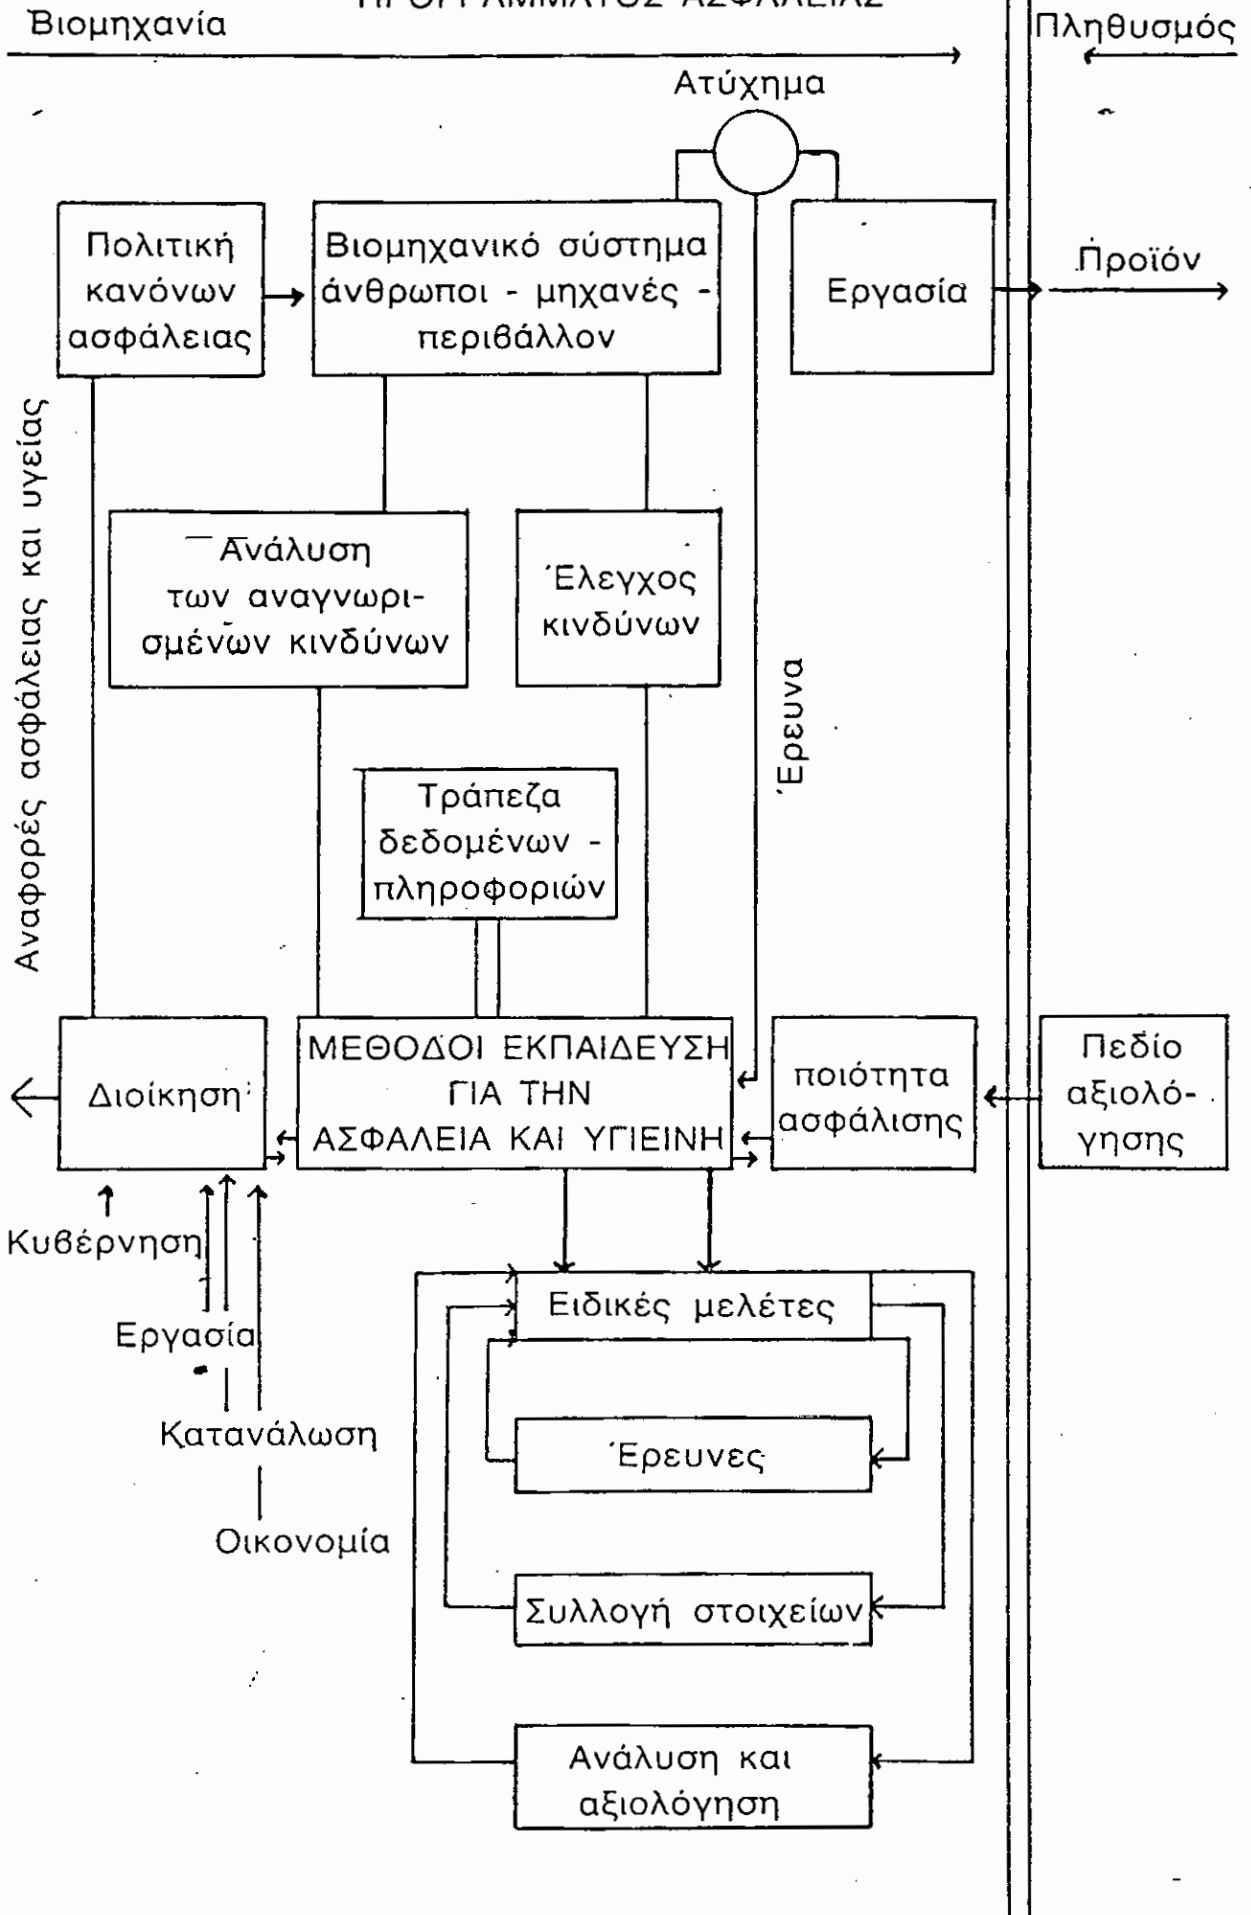 ΠΡΟΓΡΑΜΜΑΤΟΣ ΑΣΦΑΛΕΙΑΣ
Βιομηχανία
Πληθυσμός
Ατύχημα
Πολιτική
κανόνων
ασφάλειας
Βιομηχανικό σύστημα
άνθρωποι - μηχανές -
περιβάλλον
Εργασία
Προϊόν
Αναφορές ασφάλειας και υγείας
Ανάλυση
των αναγνωρι-
σμένων κινδύνων
Έλεγχος
κινδύνων
Έρευνα
Τράπεζα
δεδομένων -
πληροφοριών
Διοίκηση
ΜΕΘΟΔΟΙ ΕΚΠΑΙΔΕΥΣΗ
ΓΙΑ ΤΗΝ
ΑΣΦΑΛΕΙΑ ΚΑΙ ΥΓΙΕΙΝΗ
ποιότητα
ασφάλισης
Πεδίο
αξιολό-
γησης
Κυβέρνηση
Εργασία
Κατανάλωση
Οικονομία
Ειδικές μελέτες
Έρευνες
Συλλογή στοιχείων
Ανάλυση και
αξιολόγηση